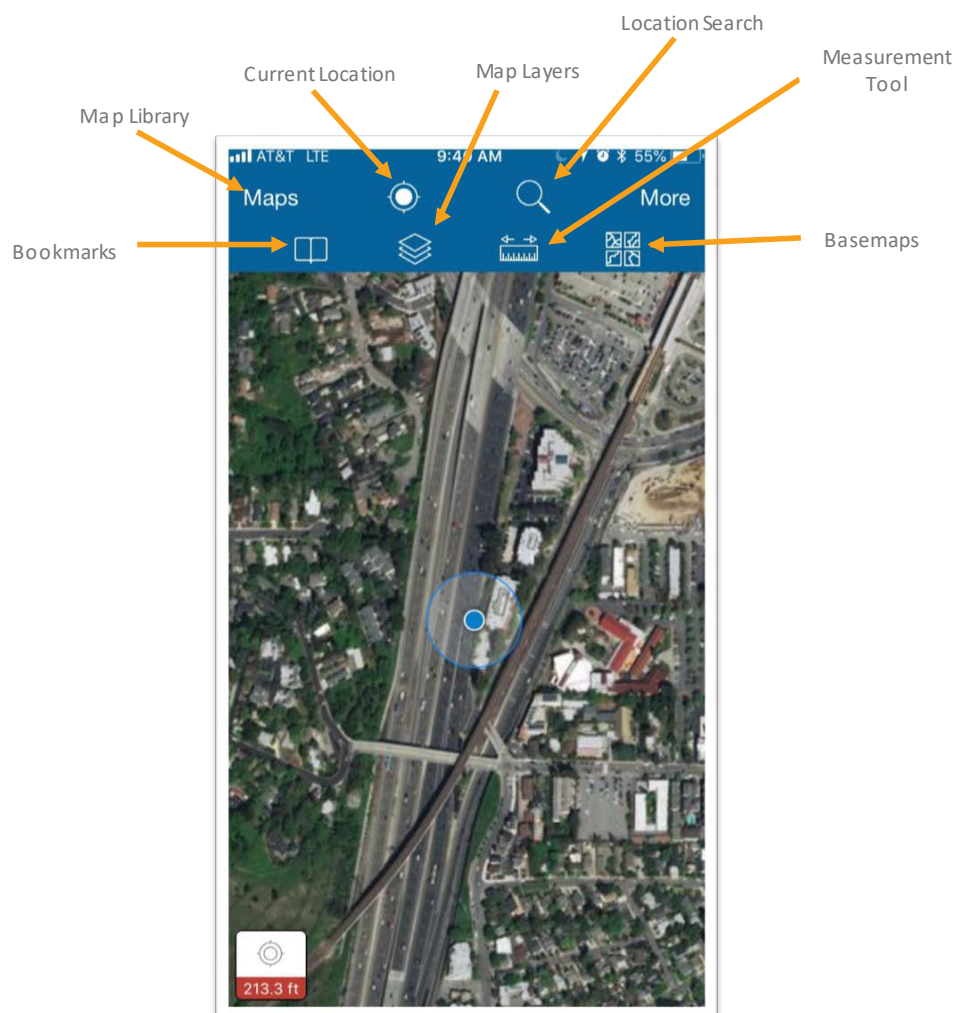 Location Search
Measurement
Tool
Current Location
Map Layers
Map Library
AT&T LTE
9:40 AM
55%
Maps
More
Bookmarks
Basemaps
213.3 ft